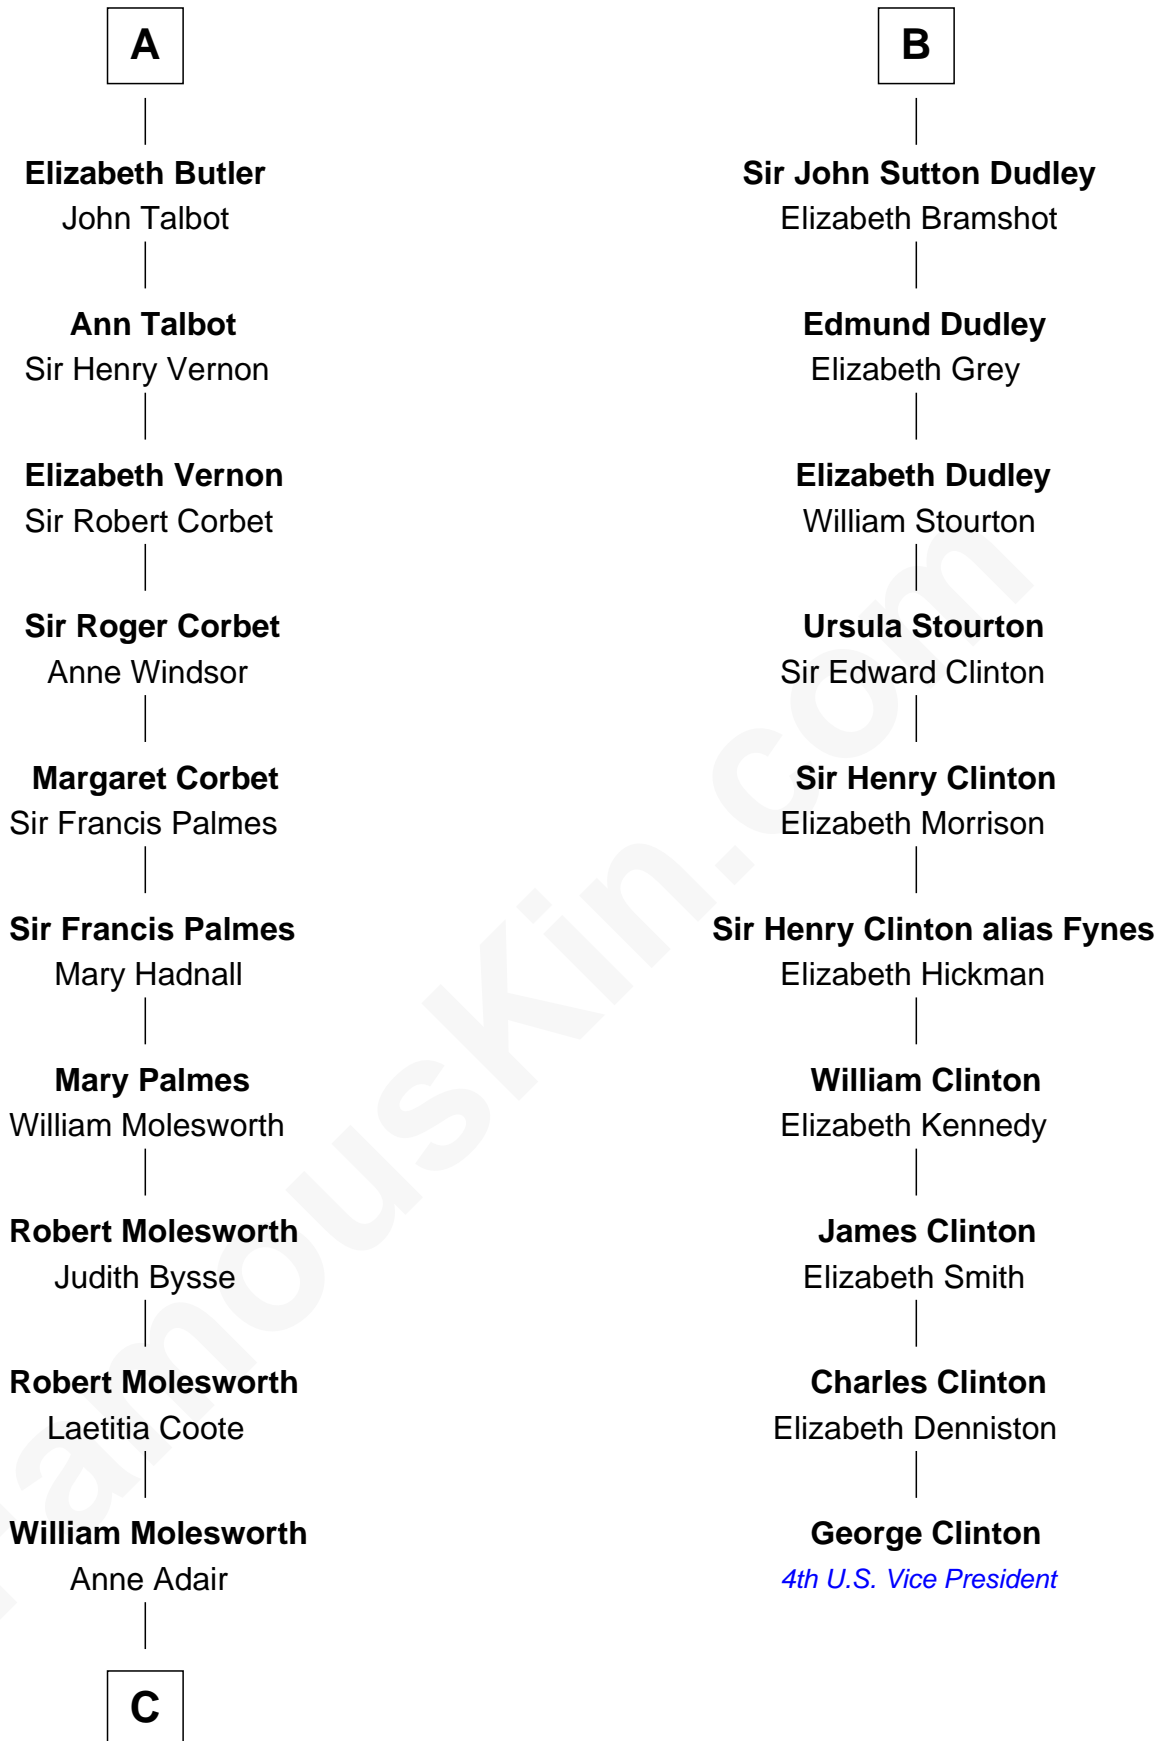 A
Elizabeth Butler
John Talbot
Ann Talbot
Sir Henry Vernon
Elizabeth Vernon
Sir Robert Corbet
Sir Roger Corbet
Anne Windsor
Margaret Corbet
Sir Francis Palmes
Sir Francis Palmes
Mary Hadnall
Mary Palmes
William Molesworth
Robert Molesworth
Judith Bysse
Robert Molesworth
Laetitia Coote
William Molesworth
Anne Adair
C
B
Sir John Sutton Dudley
Elizabeth Bramshot
Edmund Dudley
Elizabeth Grey
Elizabeth Dudley
William Stourton
Ursula Stourton
Sir Edward Clinton
Sir Henry Clinton
Elizabeth Morrison
Sir Henry Clinton alias Fynes
Elizabeth Hickman
William Clinton
Elizabeth Kennedy
James Clinton
Elizabeth Smith
Charles Clinton
Elizabeth Denniston
George Clinton
4th U.S. Vice President
FamousKin.com